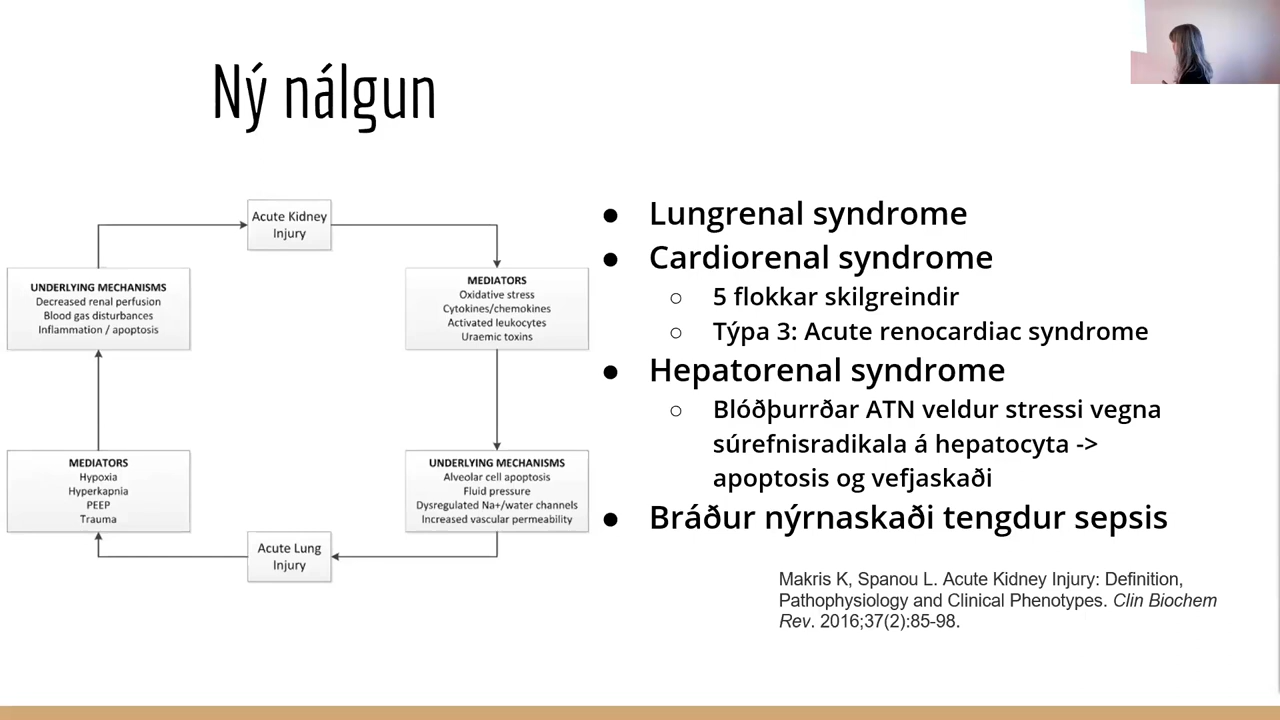 Ný nálgun
Acute Kidney
Injury
UNDERLYING MECHANISMS
Decreased renal perfusion
Blood gas disturbances
Inflammation / apoptosis
MEDIATORS
Oxidative stress
Cytokines/chemokines
Activated leukocytes
Uraemic toxins
MEDIATORS
Hypoxia
Hyperkapnia
PEEP
Trauma
UNDERLYING MECHANISMS
Alveolar cell apoptosis
Fluid pressure
Dysregulated Na+/water channels
Increased vascular permeability
Acute Lung
Injury
● Lungrenal syndrome
● Cardiorenal syndrome
○ 5 flokkar skilgreindir
○ Týpa 3: Acute renocardiac syndrome
● Hepatorenal syndrome
○ Blóðþurrðar ATN veldur stressi vegna
súrefnisradikala á hepatocyta ->
apoptosis og vefjaskaði
● Bráður nýrnaskaði tengdur sepsis
Makris K, Spanou L. Acute Kidney Injury: Definition,
Pathophysiology and Clinical Phenotypes. Clin Biochem
Rev. 2016;37(2):85-98.